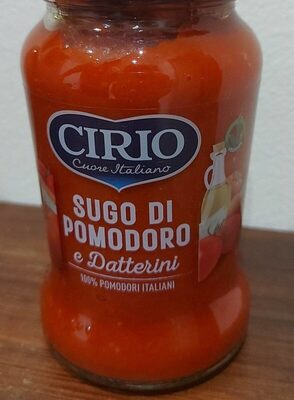 CIRIO
Cuore Italiano
SUGO DI
POMODORO
e Datterini
100% POMODORI ITALIANI